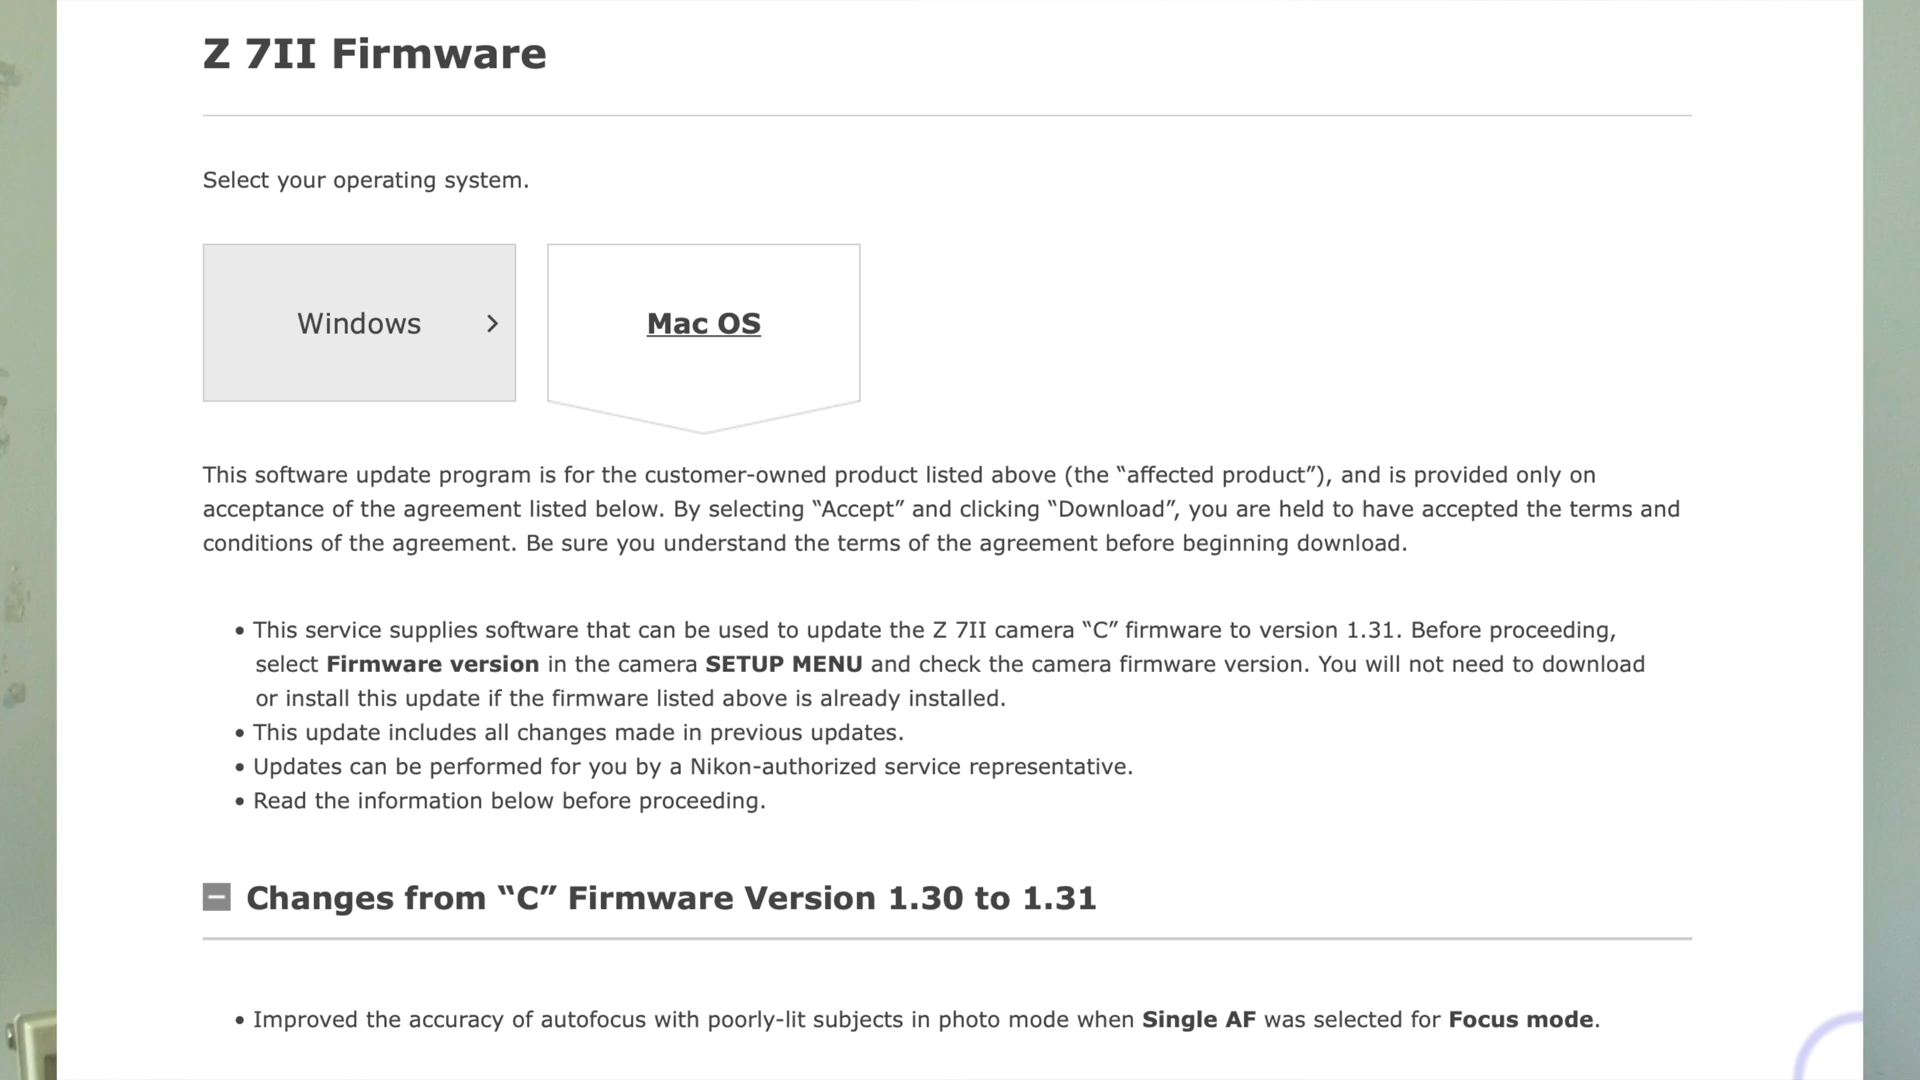 Z 7II Firmware
Select your operating system.
Windows
Mac OS
This software update program is for the customer-owned product listed above (the “affected product”), and is provided only on
acceptance of the agreement listed below. By selecting “Accept” and clicking “Download”, you are held to have accepted the terms and
conditions of the agreement. Be sure you understand the terms of the agreement before beginning download.
• This service supplies software that can be used to update the Z 7II camera “C” firmware to version 1.31. Before proceeding,
select Firmware version in the camera SETUP MENU and check the camera firmware version. You will not need to download
or install this update if the firmware listed above is already installed.
• This update includes all changes made in previous updates.
• Updates can be performed for you by a Nikon-authorized service representative.
• Read the information below before proceeding.
Changes from “C” Firmware Version 1.30 to 1.31
• Improved the accuracy of autofocus with poorly-lit subjects in photo mode when Single AF was selected for Focus mode.